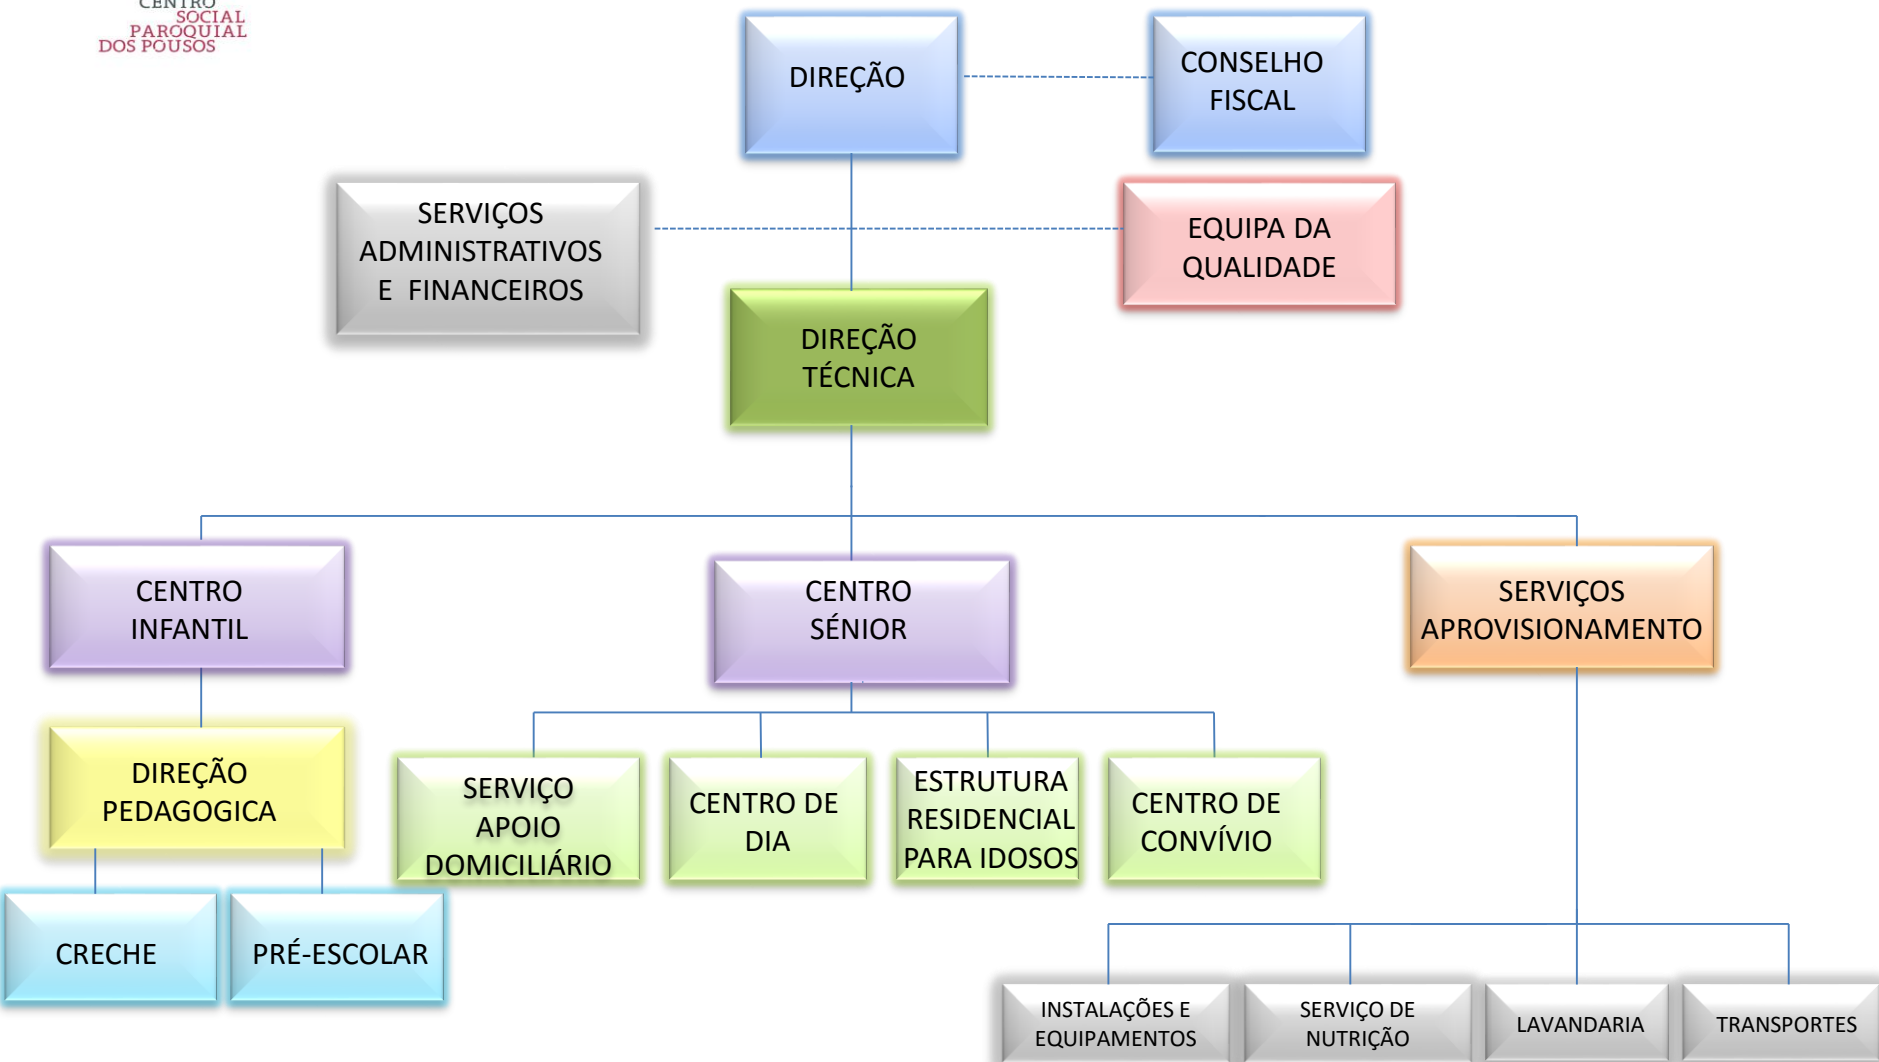 CENTRO
SOCIAL
PAROQUIAL
DOS POUSOS
DIREÇÃO
CONSELHO
FISCAL
SERVIÇOS
ADMINISTRATIVOS
E FINANCEIROS
EQUIPA DA
QUALIDADE
DIREÇÃO
TÉCNICA
CENTRO
INFANTIL
CENTRO
SÉNIOR
SERVIÇOS
APROVISIONAMENTO
DIREÇÃO
PEDAGOGICA
SERVIÇO
APOIO
DOMICILIÁRIO
CENTRO DE
DIA
ESTRUTURA
RESIDENCIAL
PARA IDOSOS
CENTRO DE
CONVÍVIO
CRECHE
PRÉ-ESCOLAR
INSTALAÇÕES E
EQUIPAMENTOS
SERVIÇO DE
NUTRIÇÃO
LAVANDARIA
TRANSPORTES